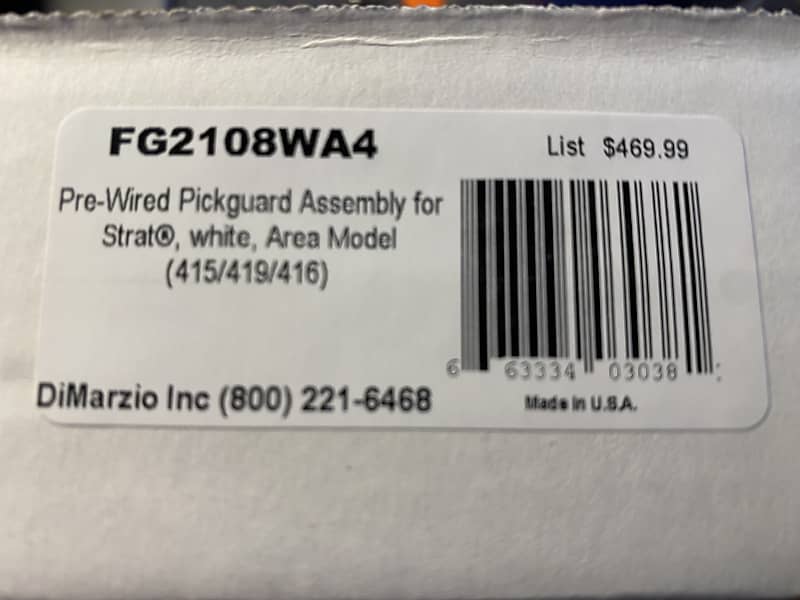 FG2108WA4
List $469.99
Pre-Wired Pickguard Assembly for
Strat®, white, Area Model
(415/419/416)
6 63334 03038
DiMarzio Inc (800) 221-6468
Made in U.S.A.